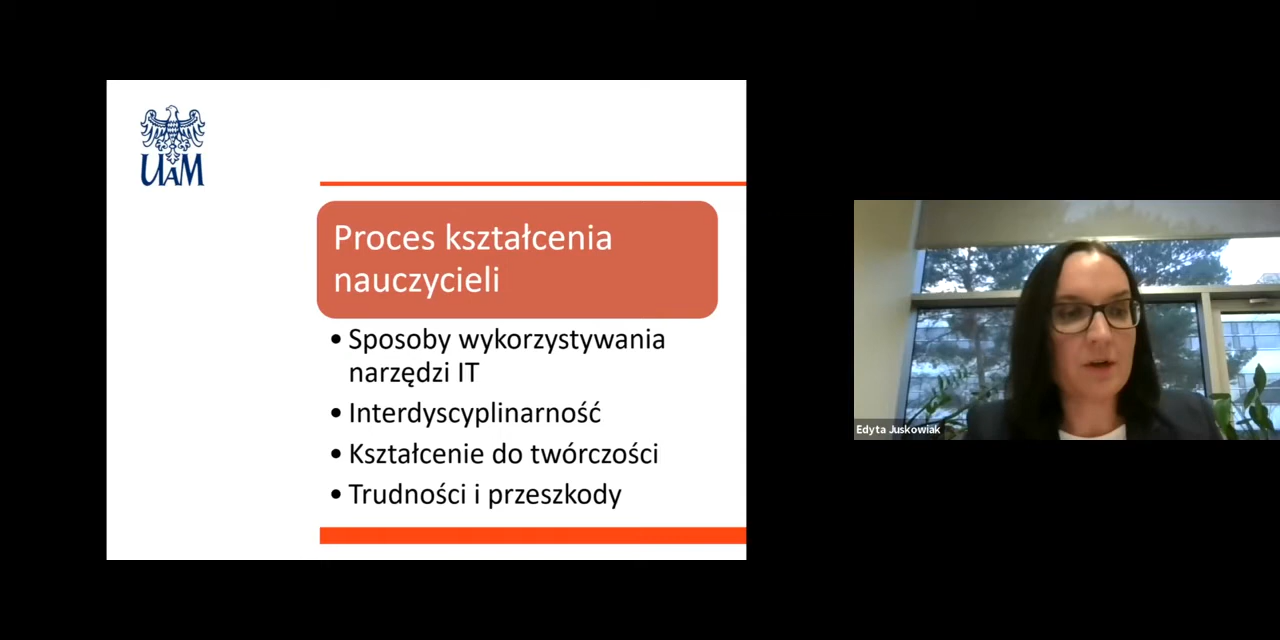 UAM
Proces kształcenia
nauczycieli
• Sposoby wykorzystywania
narzędzi IT
• Interdyscyplinarność
• Kształcenie do twórczości
• Trudności i przeszkody
Edyta Juskowiak